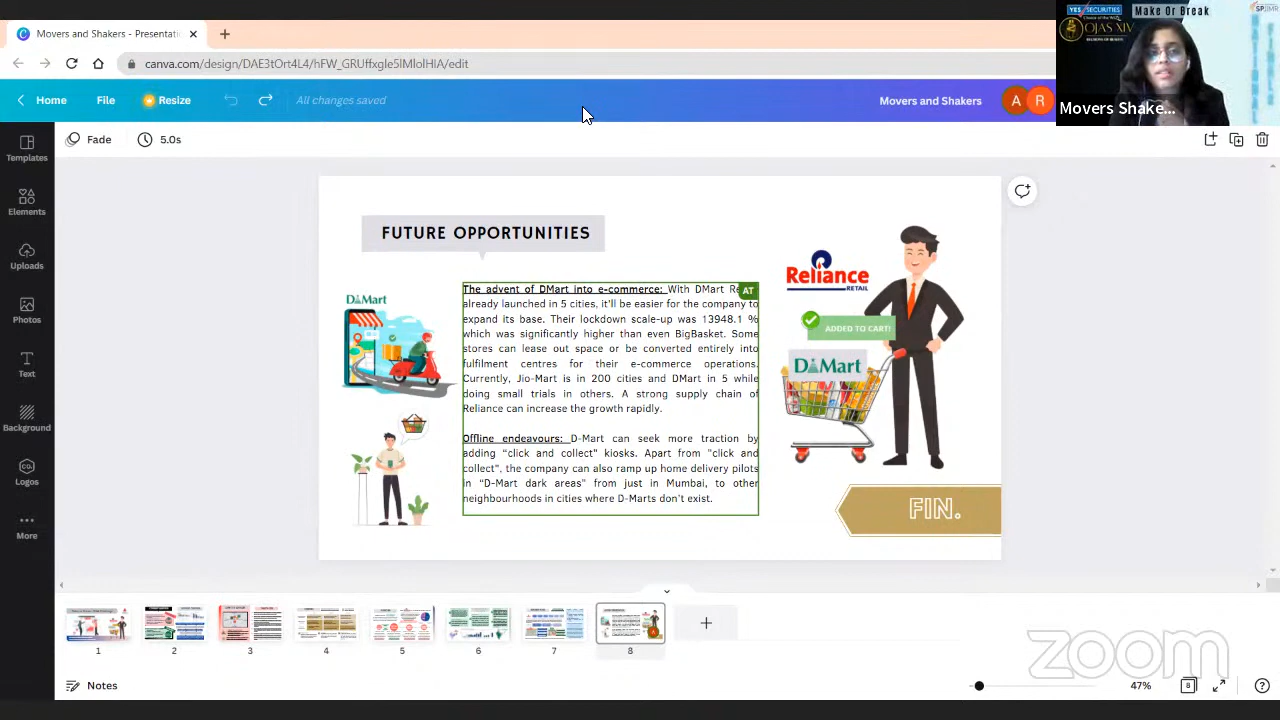 Movers and Shakers - Presentati
canva.com/design/DAE3tOrt4L4/hFW_GRUffxgle5lMlolHIA/edit
Home
File
Resize
All changes saved
Movers and Shakers
A
R
YES SECURITIES
Make Or Break
SPJIMR
OJAS XIV
Movers Shake...
Templates
Elements
Uploads
Photos
Text
Background
Logos
More
Fade
5.0s
FUTURE OPPORTUNITIES
The advent of DMart into e-commerce: With DMart Re
already launched in 5 cities, it'll be easier for the company to
expand its base. Their lockdown scale-up was 13948.1 %
which was significantly higher than even BigBasket. Some
stores can lease out space or be converted entirely into
fulfilment centres for their e-commerce operations.
Currently, Jio-Mart is in 200 cities and DMart in 5 while
doing small trials in others. A strong supply chain of
Reliance can increase the growth rapidly.
Offline endeavours: D-Mart can seek more traction by
adding "click and collect" kiosks. Apart from "click and
collect", the company can also ramp up home delivery pilots
in "D-Mart dark areas" from just in Mumbai, to other
neighbourhoods in cities where D-Marts don't exist.
AT
DMart
Reliance
RETAIL
ADDED TO CART!
DMart
FIN.
1
2
3
4
5
6
7
8
zoom
Notes
47%
8